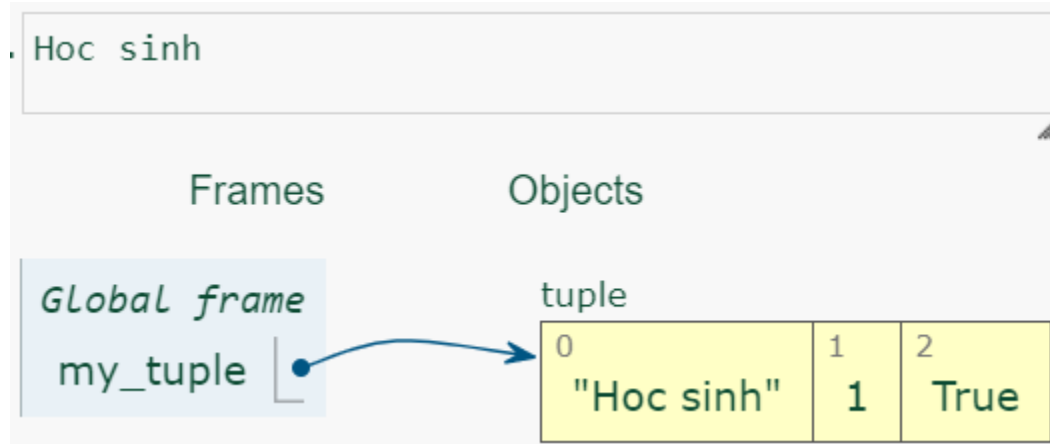 Hoc sinh
Frames Objects
Global frame
tuple
my_tuple
0 1 2
"Hoc sinh" 1 True